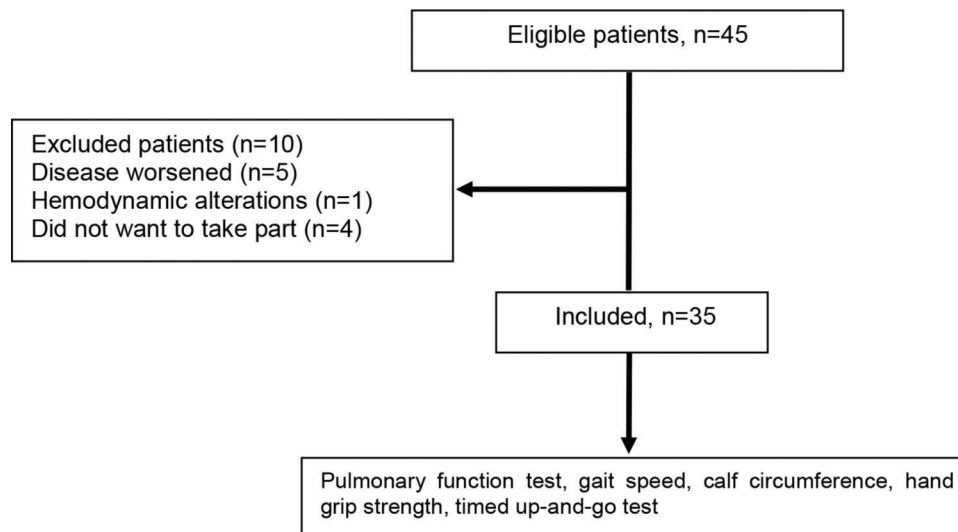 Eligible patients, n=45
Excluded patients (n=10)
Disease worsened (n=5)
Hemodynamic alterations (n=1)
Did not want to take part (n=4)
Included, n=35
Pulmonary function test, gait speed, calf circumference, hand
grip strength, timed up-and-go test